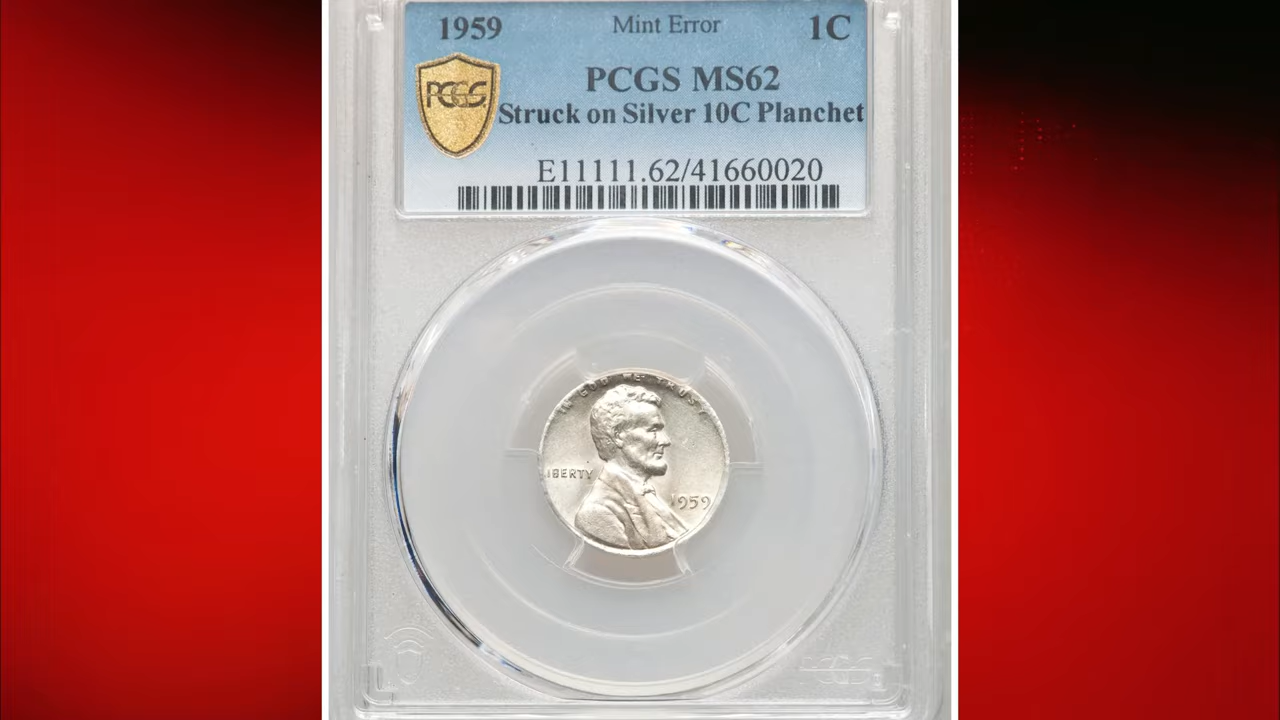 1959 Mint Error 1C
PCGS
PCGS MS62
Struck on Silver 10C Planchet
E11111.62/41660020
IN GOD WE TRUST
LIBERTY
1959
PCGS